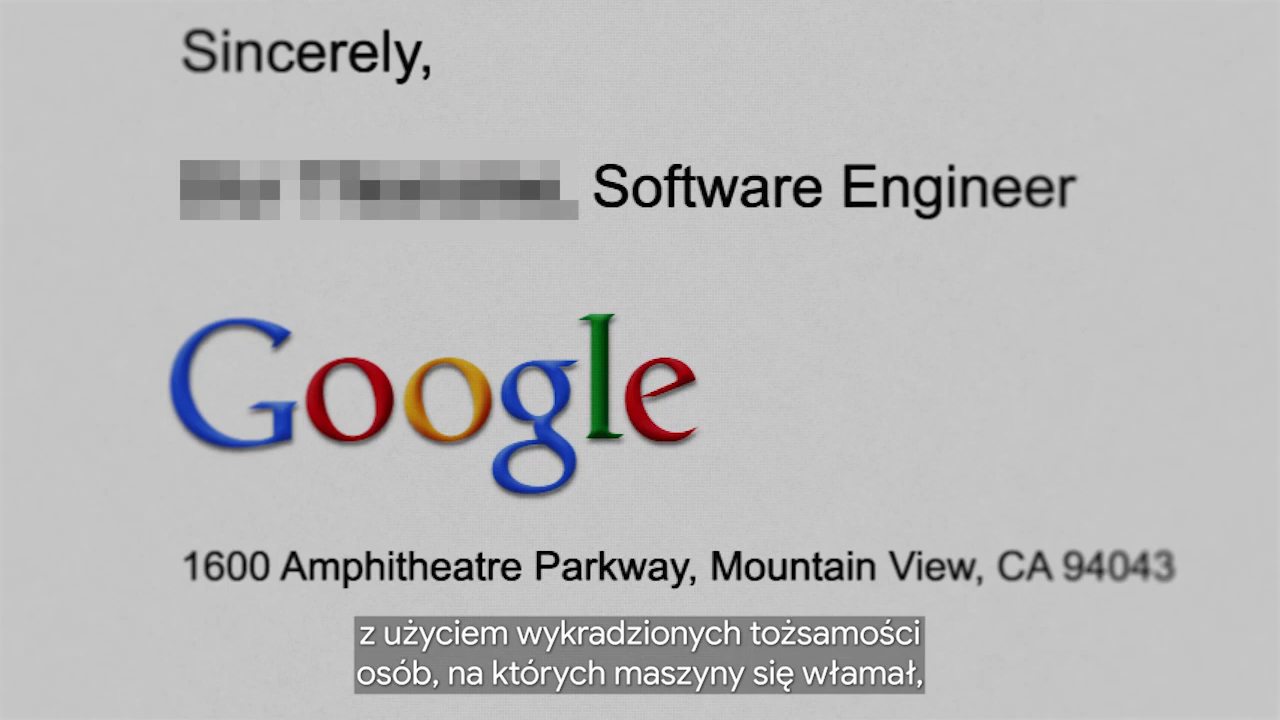 Sincerely,
Software Engineer
Google
1600 Amphitheatre Parkway, Mountain View, CA 94043
z użyciem wykradzionych tożsamości
osób, na których maszyny się włamał,